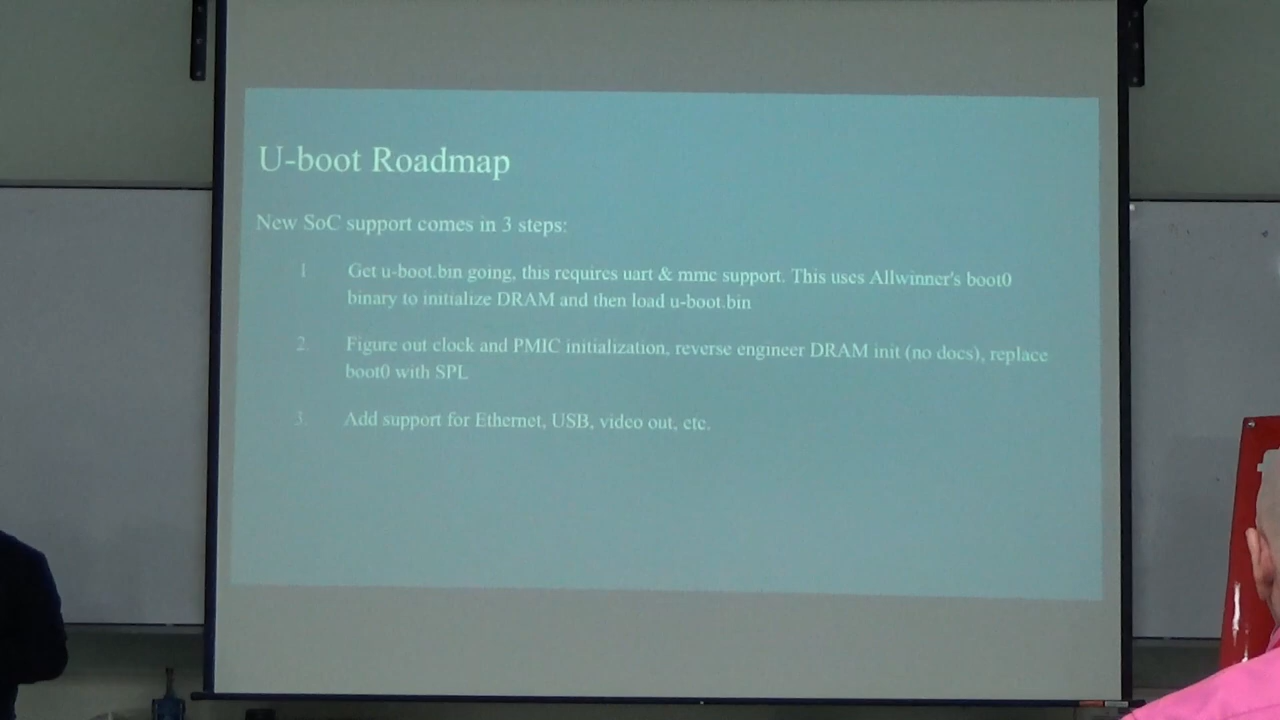 U-boot Roadmap
New SoC support comes in 3 steps:
1 Get u-boot.bin going, this requires uart & mmc support. This uses Allwinner's boot0
binary to initialize DRAM and then load u-boot.bin
2. Figure out clock and PMIC initialization, reverse engineer DRAM init (no docs), replace
boot0 with SPL
3. Add support for Ethernet, USB, video out, etc.